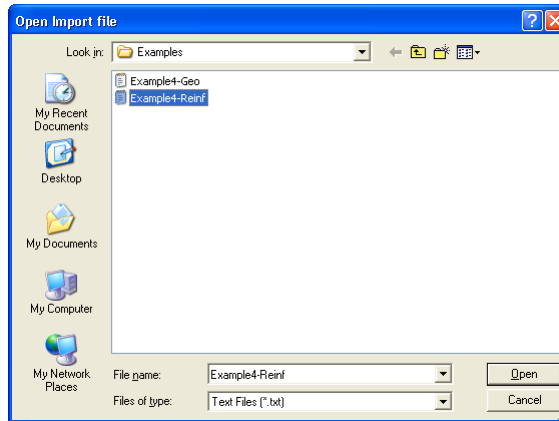 Open Import file
Look in:
Examples
Example4-Geo
Example4-Reinf
My Recent
Documents
Desktop
My Documents
My Computer
My Network
Places
File name:
Example4-Reinf
Open
Files of type:
Text Files (*.txt)
Cancel